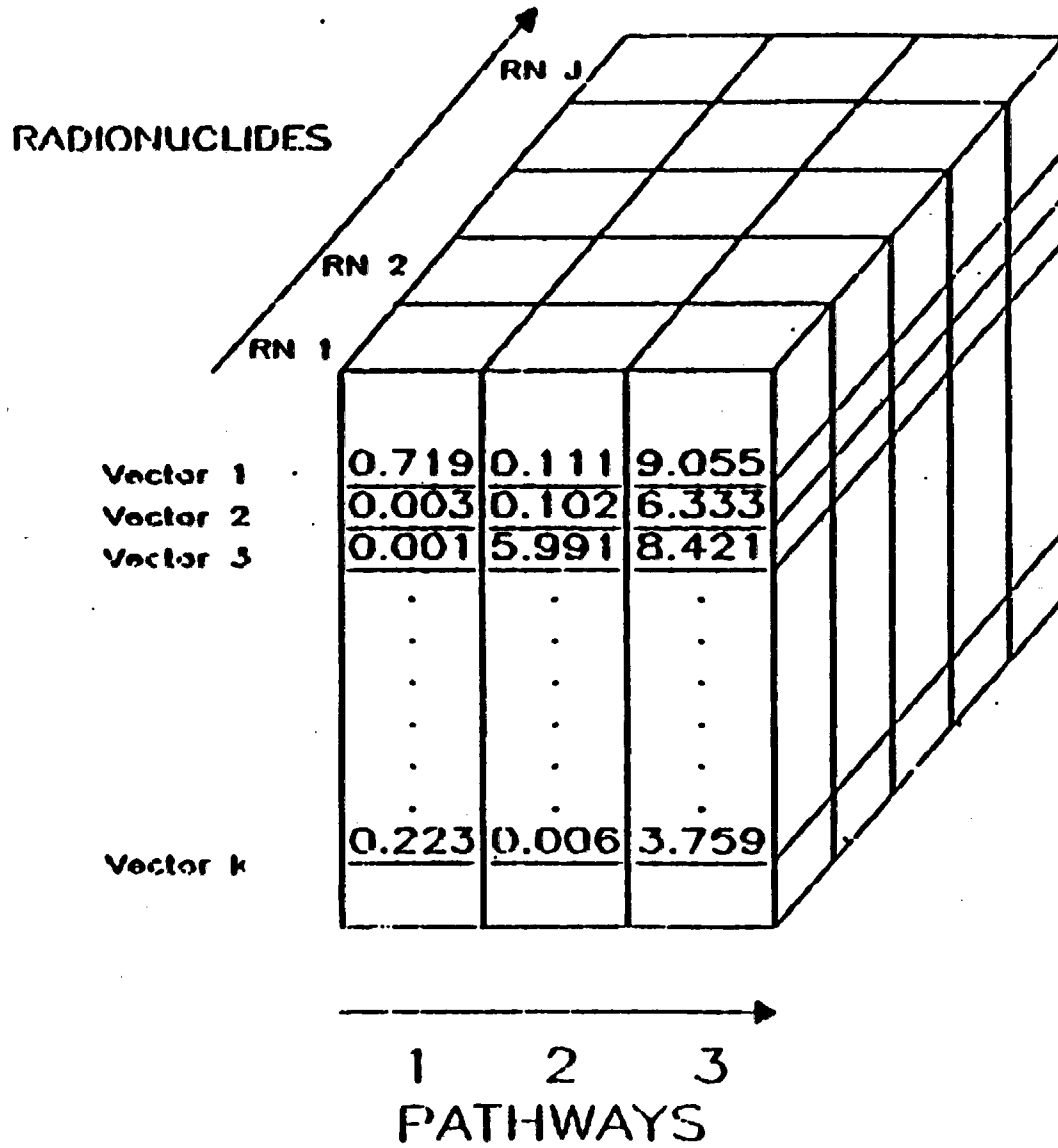 RN J
RADIONUCLIDES
RN 2
RN 1
Vector 1 0.719 0.111 9.055
Vector 2 0.003 0.102 6.333
Vector 3 0.001 5.991 8.421
Vector k 0.223 0.006 3.759
1 2 3
PATHWAYS